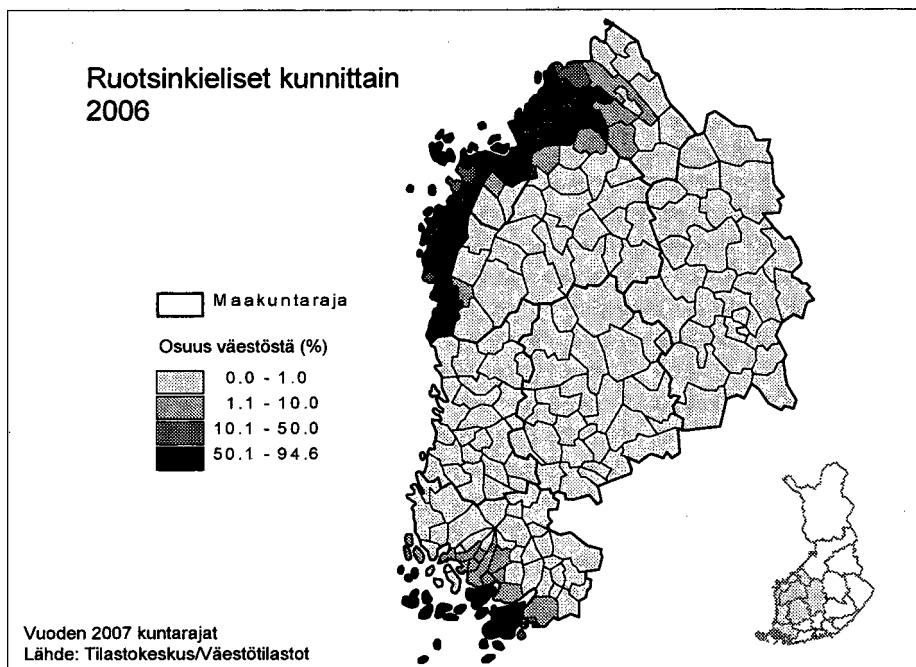 Ruotsinkieliset kunnittain
2006
Maakuntaraja
Osuus väestöstä (%)
0.0 - 1.0
1.1 - 10.0
10.1 - 50.0
50.1 - 94.6
Vuoden 2007 kuntarajat
Lähde: Tilastokeskus/Väestötilastot